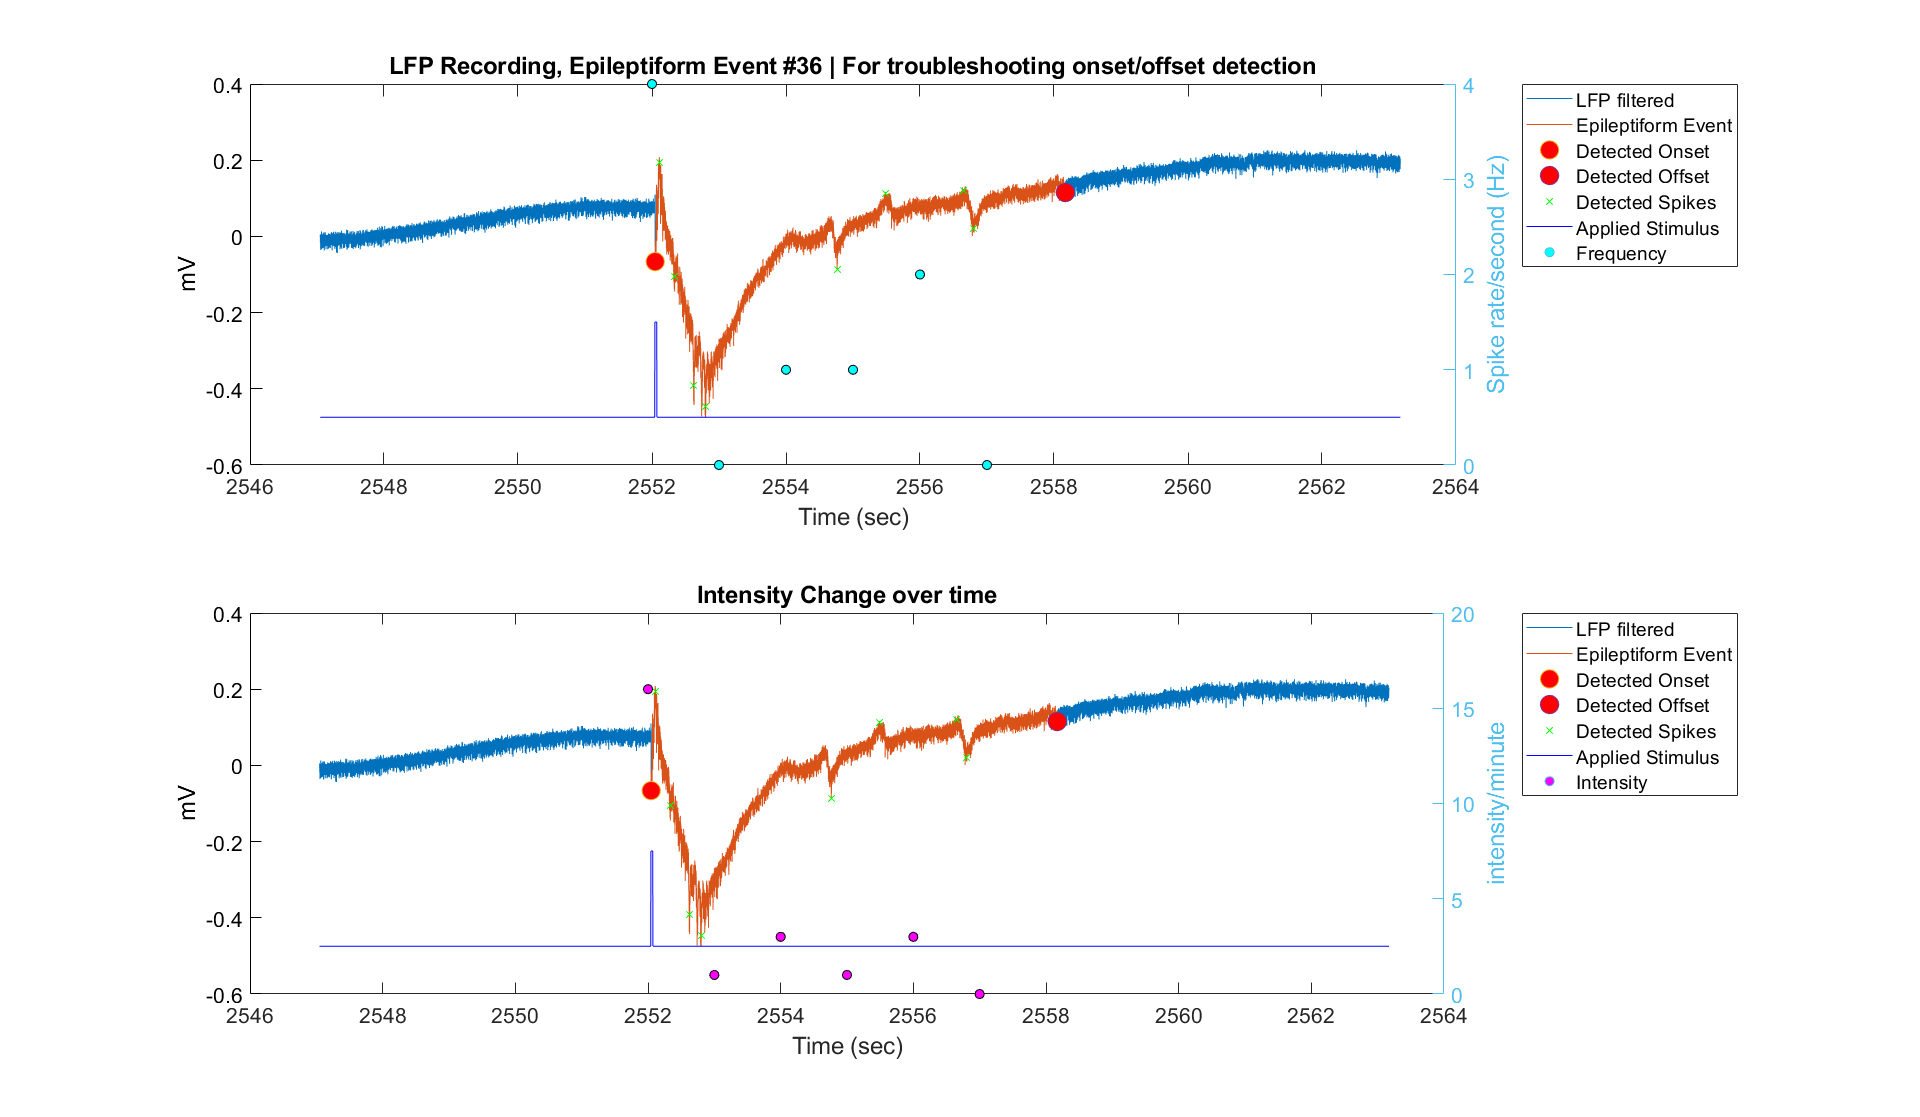 LFP Recording, Epileptiform Event #36 | For troubleshooting onset/offset detection
0.4
0.2
0
-0.2
-0.4
-0.6
mV
2546 2548 2550 2552 2554 2556 2558 2560 2562 2564
Time (sec)
4
3
2
1
0
Spike rate/second (Hz)
LFP filtered
Epileptiform Event
Detected Onset
Detected Offset
Detected Spikes
Applied Stimulus
Frequency
Intensity Change over time
0.4
0.2
0
-0.2
-0.4
-0.6
mV
2546 2548 2550 2552 2554 2556 2558 2560 2562 2564
Time (sec)
20
15
10
5
0
intensity/minute
LFP filtered
Epileptiform Event
Detected Onset
Detected Offset
Detected Spikes
Applied Stimulus
Intensity